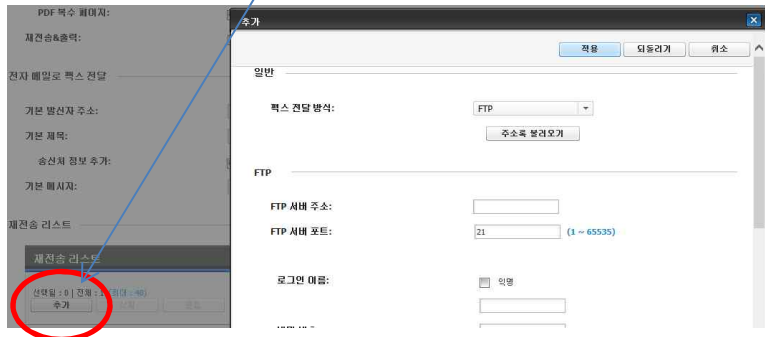 PDF 복수 페이지:
재전송&출력:
전자 메일로 팩스 전달
기본 발신자 주소:
기본 제목:
송신처 정보 추가:
기본 메시지:
재전송 리스트
재전송 리스트
선택됨 : 0 | 전체 : 1 (최대 : 40)
추가
추가
적용 되돌리기 취소
일반
팩스 전달 방식:
FTP
주소록 불러오기
FTP
FTP 서버 주소:
FTP 서버 포트:
21 (1 ~ 65535)
로그인 이름:
익명